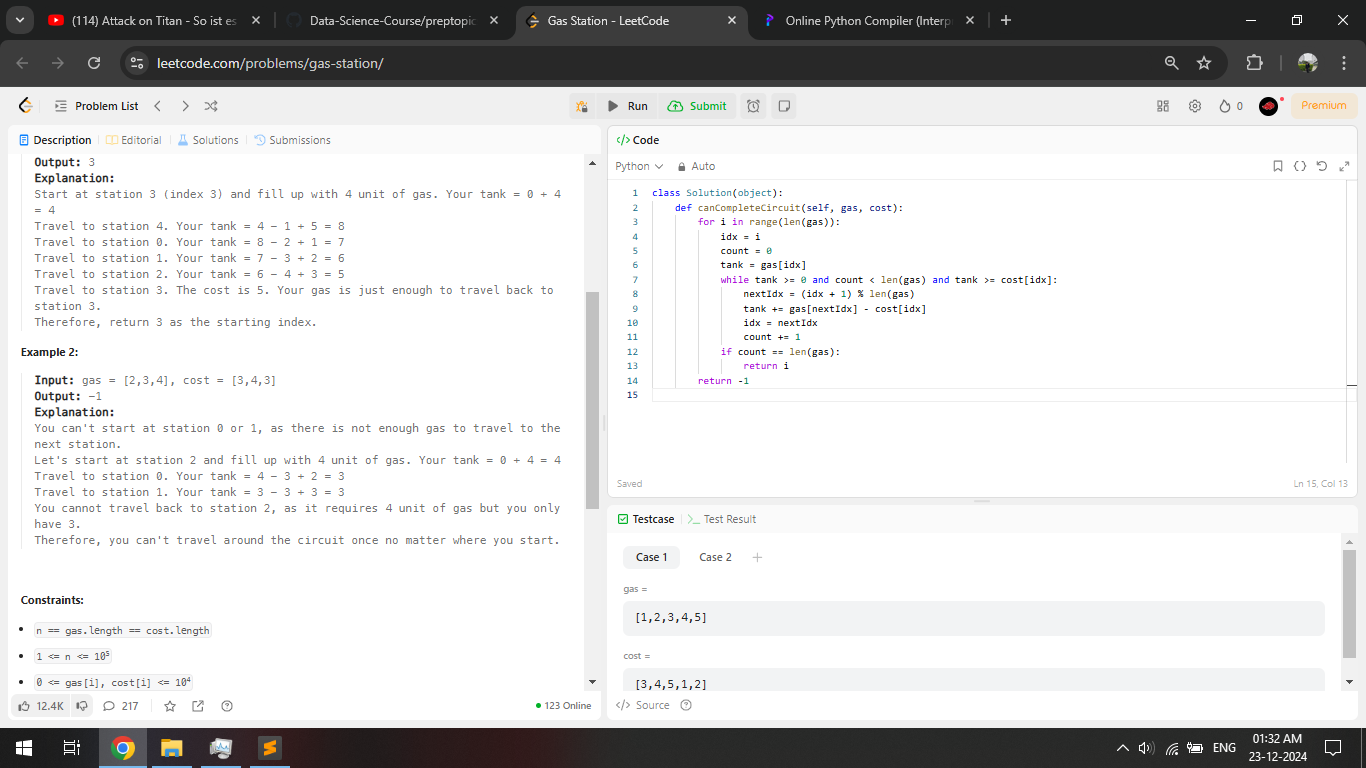 (114) Attack on Titan - So ist es
Data-Science-Course/preptopic
Gas Station - LeetCode
Online Python Compiler (Interp
leetcode.com/problems/gas-station/
Problem List
Run
Submit
0
Premium
Description
Editorial
Solutions
Submissions
Output: 3
Explanation:
Start at station 3 (index 3) and fill up with 4 unit of gas. Your tank = 0 + 4
= 4
Travel to station 4. Your tank = 4 - 1 + 5 = 8
Travel to station 0. Your tank = 8 - 2 + 1 = 7
Travel to station 1. Your tank = 7 - 3 + 2 = 6
Travel to station 2. Your tank = 6 - 4 + 3 = 5
Travel to station 3. The cost is 5. Your gas is just enough to travel back to
station 3.
Therefore, return 3 as the starting index.
Example 2:
Input: gas = [2,3,4], cost = [3,4,3]
Output: -1
Explanation:
You can't start at station 0 or 1, as there is not enough gas to travel to the
next station.
Let's start at station 2 and fill up with 4 unit of gas. Your tank = 0 + 4 = 4
Travel to station 0. Your tank = 4 - 3 + 2 = 3
Travel to station 1. Your tank = 3 - 3 + 3 = 3
You cannot travel back to station 2, as it requires 4 unit of gas but you only
have 3.
Therefore, you can't travel around the circuit once no matter where you start.
Constraints:
n == gas.length == cost.length
1 <= n <= 10⁵
0 <= gas[i], cost[i] <= 10⁴
12.4K
217
123 Online
</> Code
Python
Auto
1 class Solution(object):
2 def canCompleteCircuit(self, gas, cost):
3 for i in range(len(gas)):
4 idx = i
5 count = 0
6 tank = gas[idx]
7 while tank >= 0 and count < len(gas) and tank >= cost[idx]:
8 nextIdx = (idx + 1) % len(gas)
9 tank += gas[nextIdx] - cost[idx]
10 idx = nextIdx
11 count += 1
12 if count == len(gas):
13 return i
14 return -1
15
Saved
Ln 15, Col 13
Testcase
Test Result
Case 1
Case 2
gas =
[1,2,3,4,5]
cost =
[3,4,5,1,2]
</> Source
ENG
01:32 AM
23-12-2024